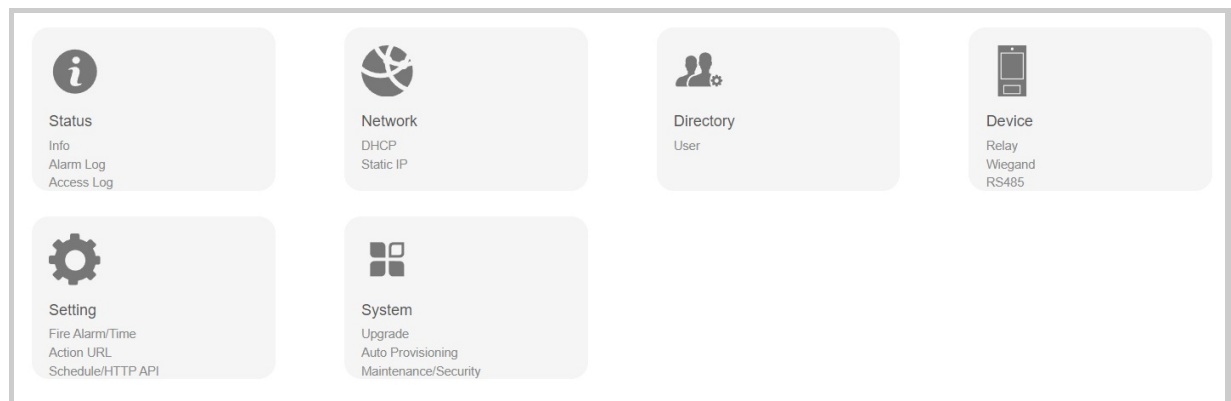 Status
Info
Alarm Log
Access Log
Network
DHCP
Static IP
Directory
User
Device
Relay
Wiegand
RS485
Setting
Fire Alarm/Time
Action URL
Schedule/HTTP API
System
Upgrade
Auto Provisioning
Maintenance/Security